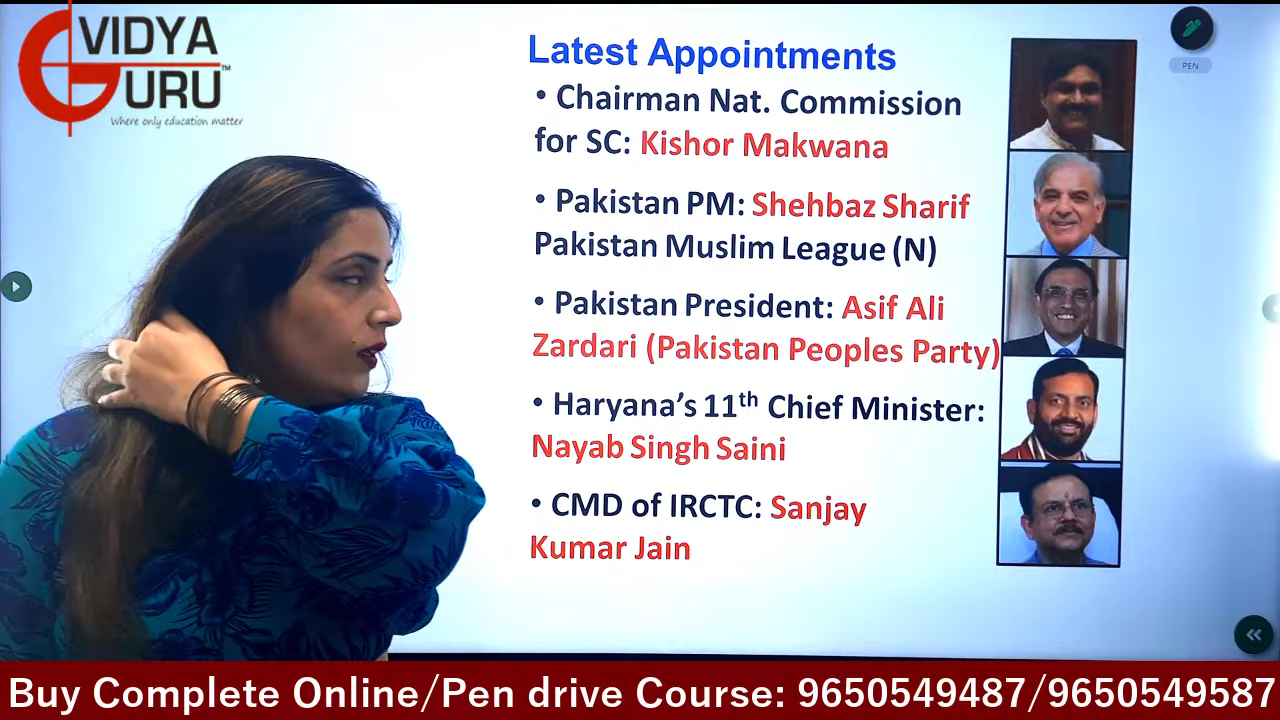 VIDYA
GURU™
Where only education matter
Latest Appointments
• Chairman Nat. Commission
for SC: Kishor Makwana
• Pakistan PM: Shehbaz Sharif
Pakistan Muslim League (N)
• Pakistan President: Asif Ali
Zardari (Pakistan Peoples Party)
• Haryana’s 11th Chief Minister:
Nayab Singh Saini
• CMD of IRCTC: Sanjay
Kumar Jain
PEN
Buy Complete Online/Pen drive Course: 9650549487/9650549587